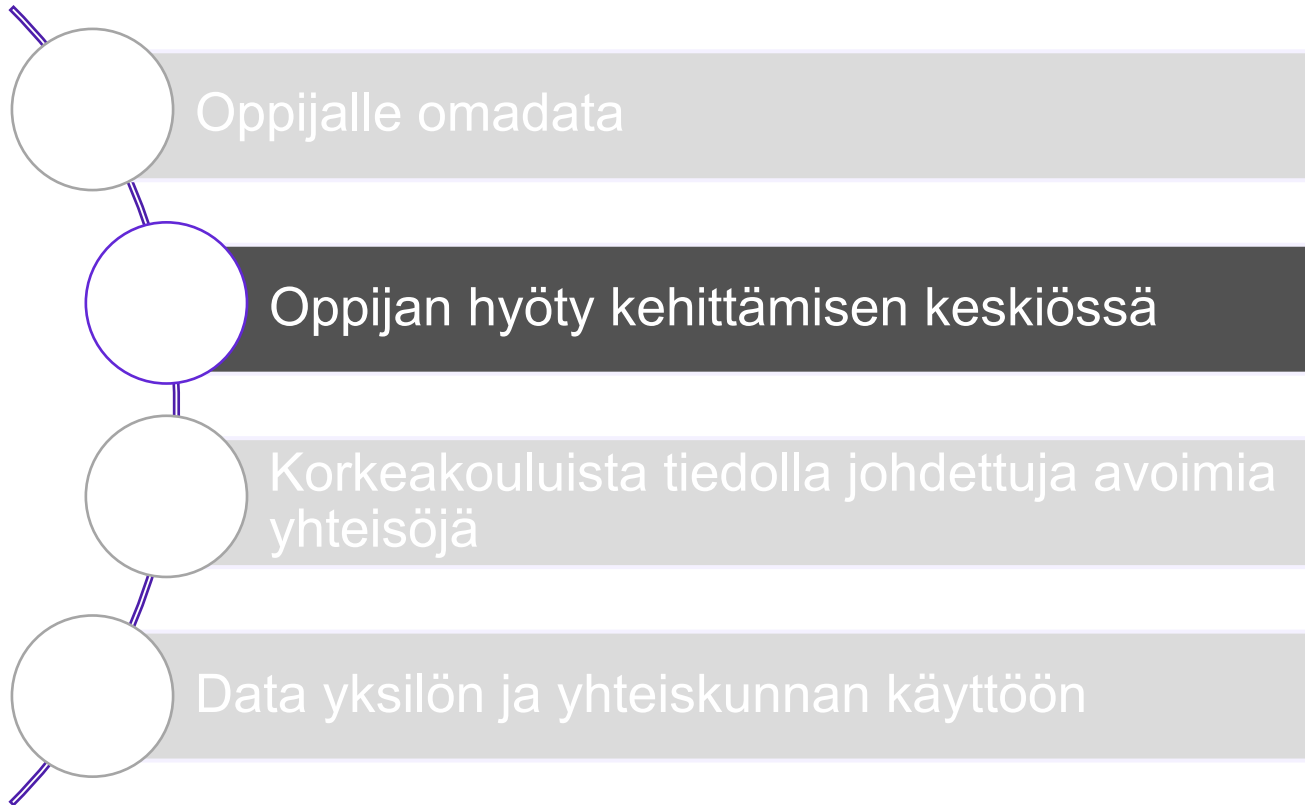 Oppijalle omadata
Oppijan hyöty kehittämisen keskiössä
Korkeakouluista tiedolla johdettuja avoimia
yhteisöjä
Data yksilön ja yhteiskunnan käyttöön